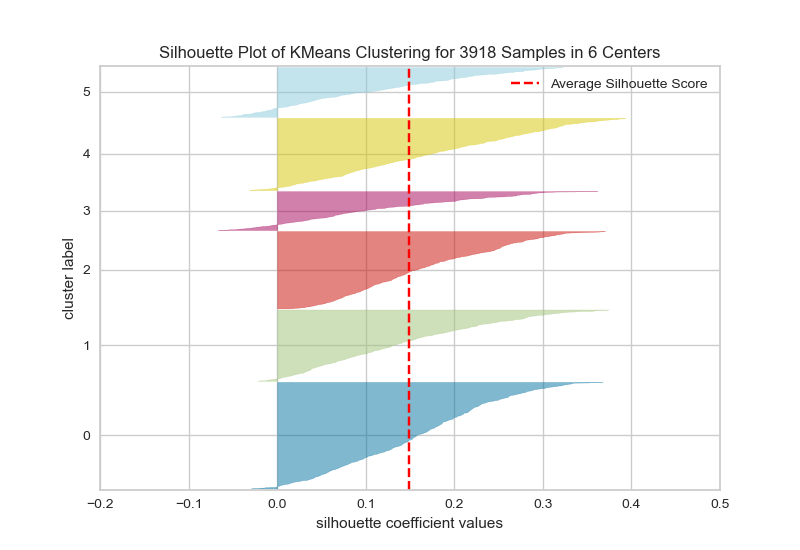 Silhouette Plot of KMeans Clustering for 3918 Samples in 6 Centers
Average Silhouette Score
5
4
3
2
1
0
cluster label
−0.2 −0.1 0.0 0.1 0.2 0.3 0.4 0.5
silhouette coefficient values